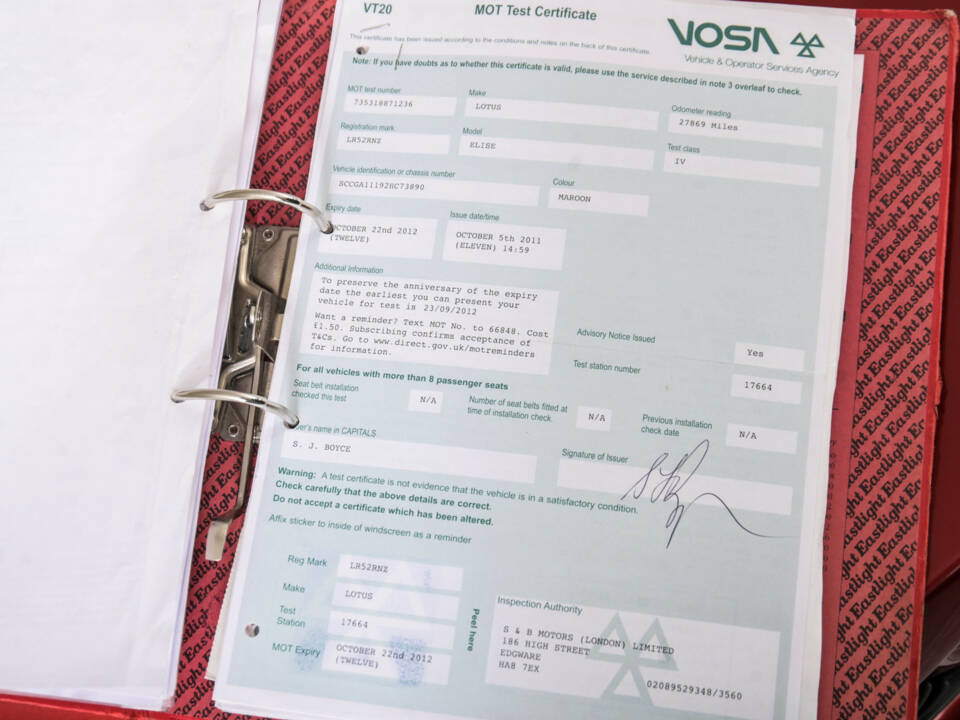 VT20
MOT Test Certificate
VOSA
Vehicle & Operator Services Agency
This certificate has been issued according to the conditions and notes on the back of this certificate.
Note: If you have doubts as to whether this certificate is valid, please use the service described in note 3 overleaf to check.
MOT test number
735318871236
Make
LOTUS
Odometer reading
27869 Miles
Registration mark
LR52RNZ
Model
ELISE
Test class
IV
Vehicle identification or chassis number
SCCGA11192HC73890
Colour
MAROON
Expiry date
OCTOBER 22nd 2012
(TWELVE)
Issue date/time
OCTOBER 5th 2011
(ELEVEN) 14:59
Additional Information
To preserve the anniversary of the expiry
date the earliest you can present your
vehicle for test is 23/09/2012
Want a reminder? Text MOT No. to 66848. Cost
£1.50. Subscribing confirms acceptance of
T&Cs. Go to www.direct.gov.uk/motreminders
for information.
Advisory Notice Issued
Yes
Test station number
17664
For all vehicles with more than 8 passenger seats
Seat belt installation
checked this test
N/A
Number of seat belts fitted at
time of installation check.
N/A
Previous installation
check date
N/A
name in CAPITALS
S. J. BOYCE
Signature of Issuer
Warning: A test certificate is not evidence that the vehicle is in a satisfactory condition.
Check carefully that the above details are correct.
Do not accept a certificate which has been altered.
Affix sticker to inside of windscreen as a reminder
Reg Mark
LR52RNZ
Make
LOTUS
Test
Station
17664
MOT Expiry
OCTOBER 22nd 2012
(TWELVE)
Peel here
Inspection Authority
S & B MOTORS (LONDON) LIMITED
186 HIGH STREET
EDGWARE
HA8 7EX
02089529348/3560
Eastlight